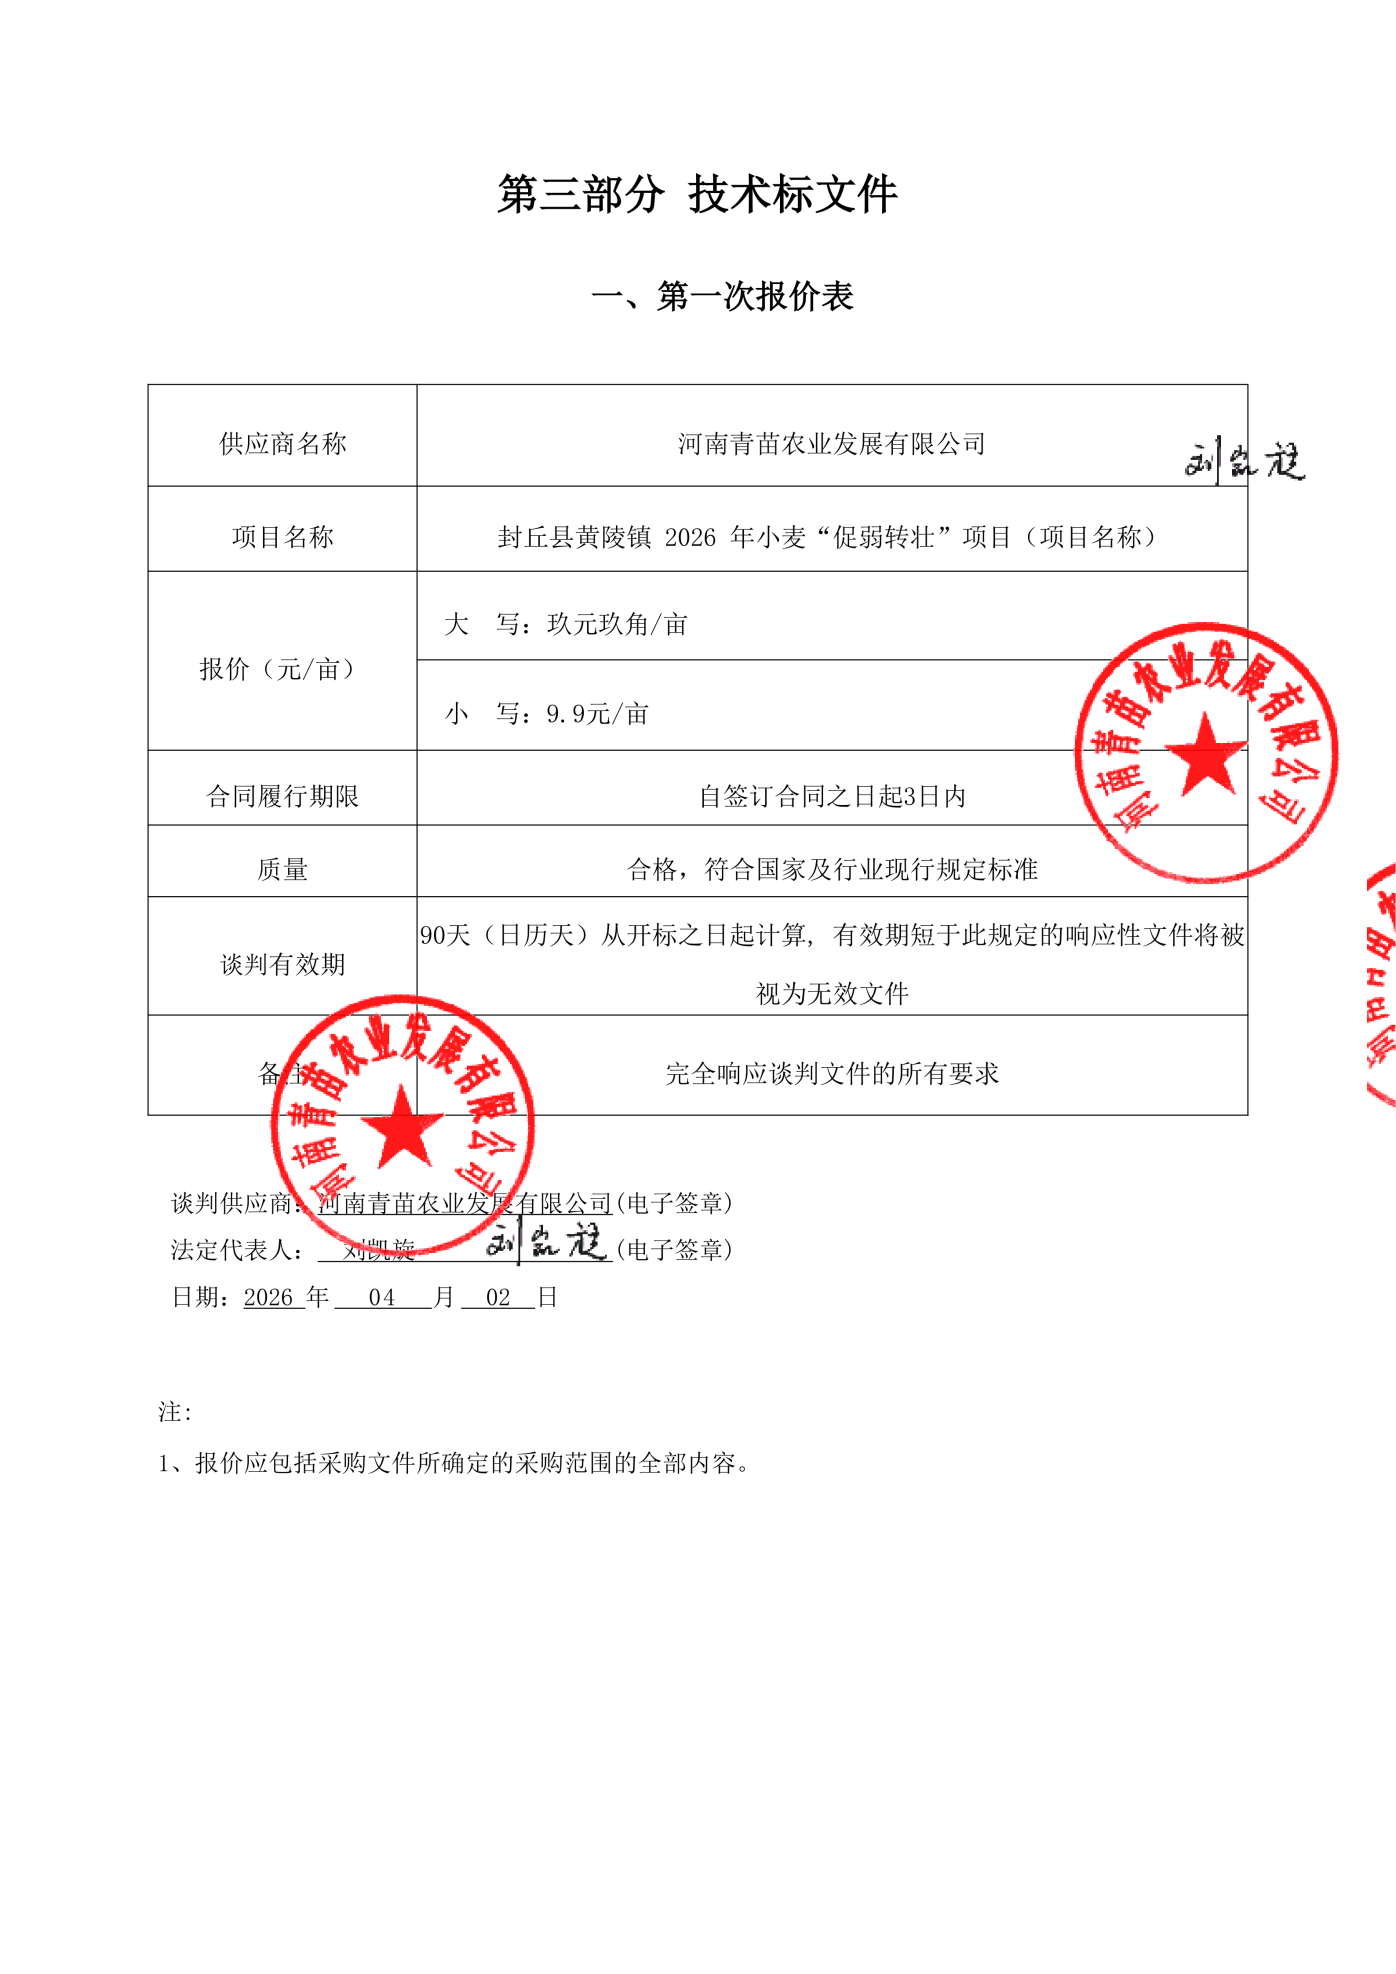 第三部分 技术标文件
一、第一次报价表
供应商名称
河南青苗农业发展有限公司
刘凯旋
项目名称
封丘县黄陵镇 2026 年小麦“促弱转壮”项目（项目名称）
报价（元/亩）
大 写：玖元玖角/亩
小 写：9.9元/亩
河南青苗农业发展有限公司
合同履行期限
自签订合同之日起3日内
质量
合格，符合国家及行业现行规定标准
谈判有效期
90天（日历天）从开标之日起计算, 有效期短于此规定的响应性文件将被
视为无效文件
备注
完全响应谈判文件的所有要求
河南青苗农业发展有限公司
谈判供应商：河南青苗农业发展有限公司(电子签章)
法定代表人： 刘凯旋 刘凯旋 (电子签章)
日期：2026 年 04 月 02 日
注:
1、报价应包括采购文件所确定的采购范围的全部内容。